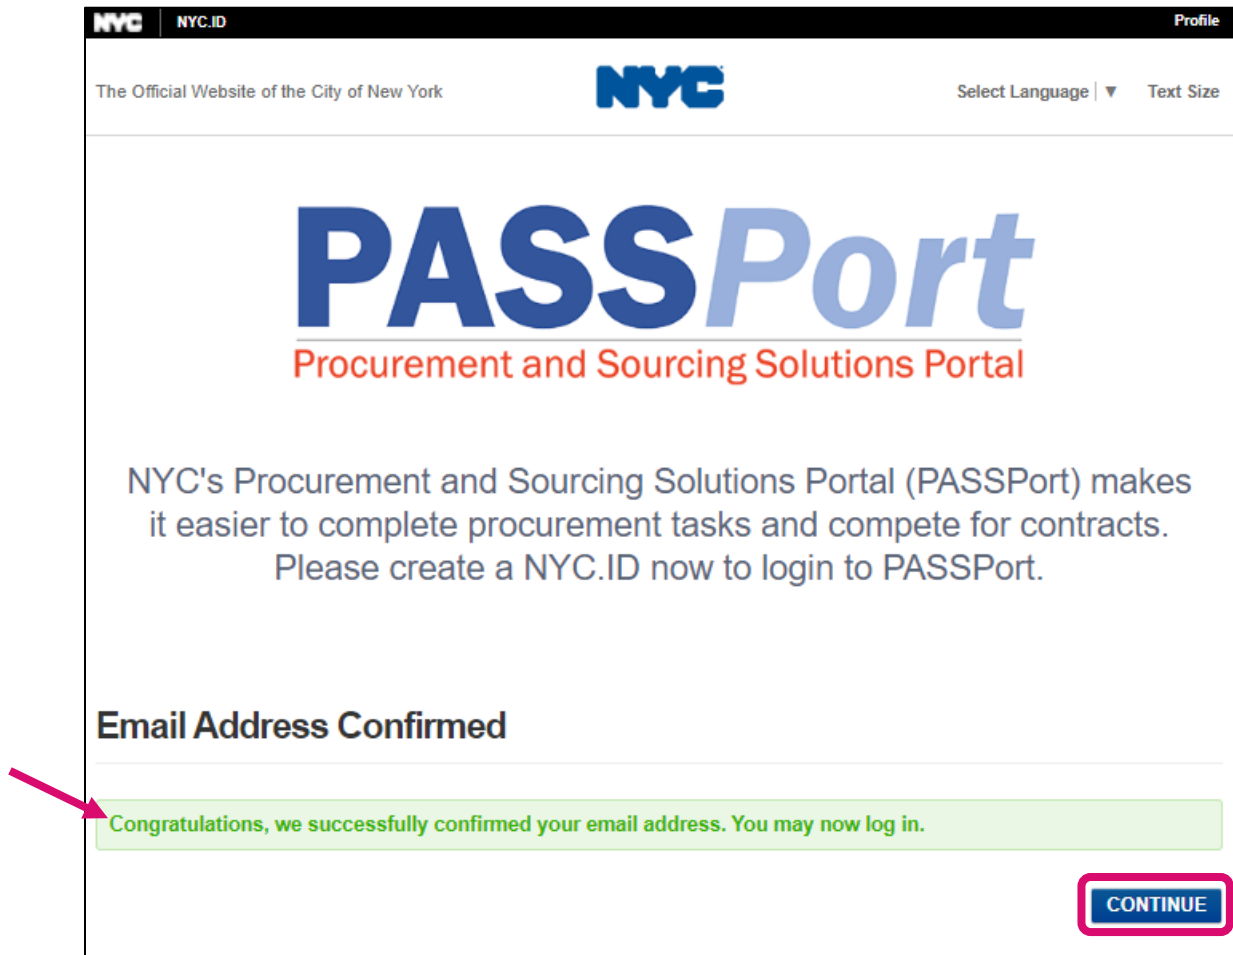 NYC NYC.ID Profile
The Official Website of the City of New York NYC Select Language ▼ Text Size
PASSPort
Procurement and Sourcing Solutions Portal
NYC's Procurement and Sourcing Solutions Portal (PASSPort) makes
it easier to complete procurement tasks and compete for contracts.
Please create a NYC.ID now to login to PASSPort.
Email Address Confirmed
Congratulations, we successfully confirmed your email address. You may now log in.
CONTINUE